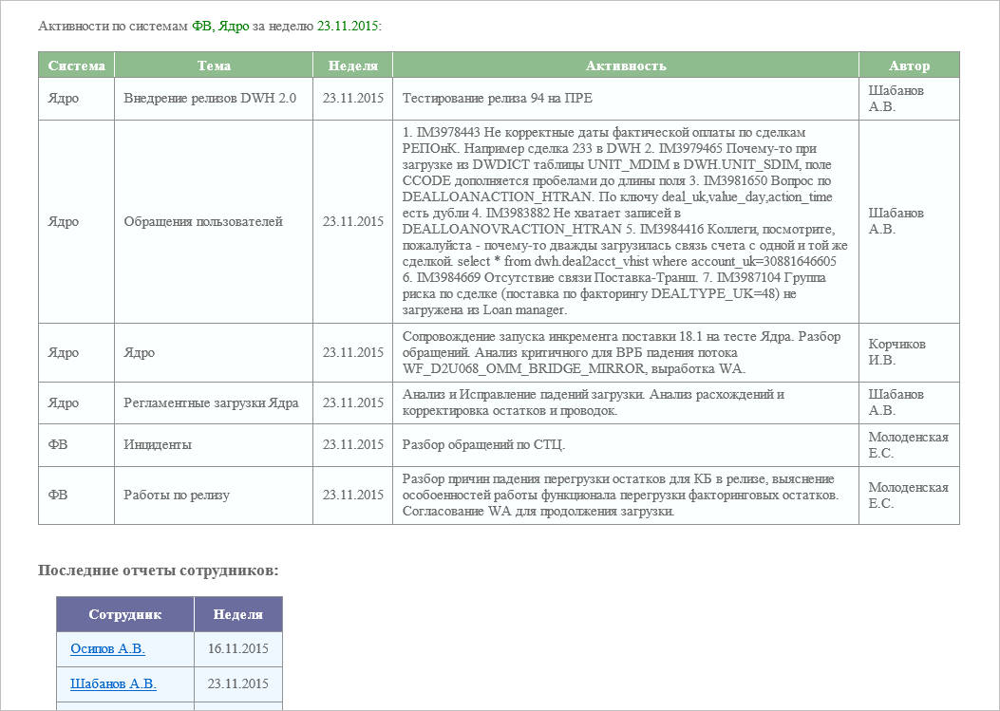 Активности по системам ФВ, Ядро за неделю 23.11.2015:
Система Тема Неделя Активность Автор
Ядро Внедрение релизов DWH 2.0 23.11.2015 Тестирование релиза 94 на ПРЕ Шабанов
А.В.
Ядро Обращения пользователей 23.11.2015
1. IM3978443 Не корректные даты фактической оплаты по сделкам
РЕПОнК. Например сделка 233 в DWH 2. IM3979465 Почему-то при
загрузке из DWDICT таблицы UNIT_MDIM в DWH.UNIT_SDIM, поле
CCODE дополняется пробелами до длины поля 3. IM3981650 Вопрос по
DEALLOANACTION_HTRAN. По ключу deal_uk,value_day,action_time
есть дубли 4. IM3983882 Не хватает записей в
DEALLOANOVRACTION_HTRAN 5. IM3984416 Коллеги, посмотрите,
пожалуйста - почему-то дважды загрузилась связь счета с одной и той же
сделкой. select * from dwh.deal2acct_vhist where account_uk=30881646605
6. IM3984669 Отсутствие связи Поставка-Транш. 7. IM3987104 Группа
риска по сделке (поставка по факторингу DEALTYPE_UK=48) не
загружена из Loan manager.
Шабанов
А.В.
Ядро Ядро 23.11.2015
Сопровождение запуска инкремента поставки 18.1 на тесте Ядра. Разбор
обращений. Анализ критичного для ВРБ падения потока
WF_D2U068_OMM_BRIDGE_MIRROR, выработка WA.
Корчиков
И.В.
Ядро Регламентные загрузки Ядра 23.11.2015
Анализ и Исправление падений загрузки. Анализ расхождений и
корректировка остатков и проводок.
Шабанов
А.В.
ФВ Инциденты 23.11.2015 Разбор обращений по СТЦ.
Молоденская
Е.С.
ФВ Работы по релизу 23.11.2015
Разбор причин падения перегрузки остатков для КБ в релизе, выяснение
особоенностей работы функционала перегрузки факторинговых остатков.
Согласование WA для продолжения загрузки.
Молоденская
Е.С.
Последние отчеты сотрудников:
Сотрудник Неделя
Осипов А.В. 16.11.2015
Шабанов А.В. 23.11.2015